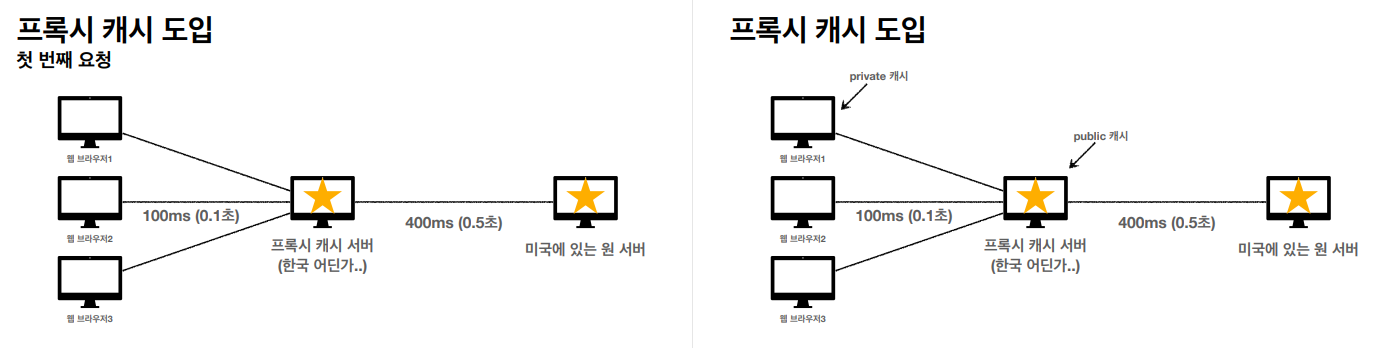 프록시 캐시 도입
첫 번째 요청
웹 브라우저1
웹 브라우저2
웹 브라우저3
100ms (0.1초)
프록시 캐시 서버
(한국 어딘가..)
400ms (0.5초)
미국에 있는 원 서버
프록시 캐시 도입
private 캐시
public 캐시
웹 브라우저1
웹 브라우저2
웹 브라우저3
100ms (0.1초)
프록시 캐시 서버
(한국 어딘가..)
400ms (0.5초)
미국에 있는 원 서버